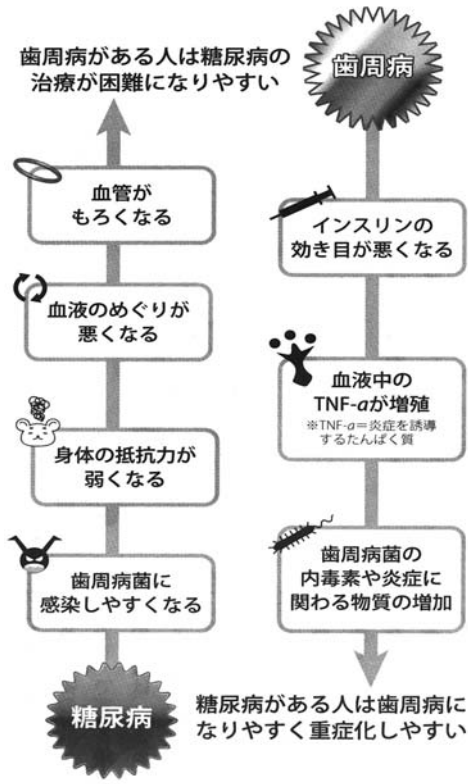 歯周病がある人は糖尿病の
治療が困難になりやすい
血管が
もろくなる
血液のめぐりが
悪くなる
身体の抵抗力が
弱くなる
歯周病菌に
感染しやすくなる
糖尿病
歯周病
インスリンの
効き目が悪くなる
血液中の
TNF-αが増殖
※TNF-α=炎症を誘導
するたんぱく質
歯周病菌の
内毒素や炎症に
関わる物質の増加
糖尿病がある人は歯周病に
なりやすく重症化しやすい